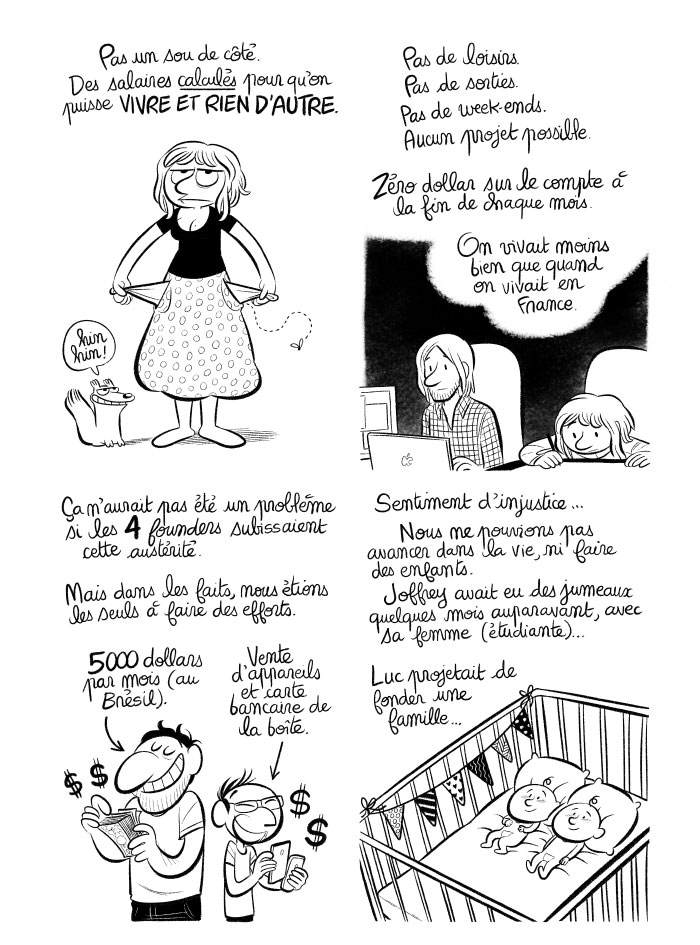 Pas un sou de côté.
Des salaires calculés pour qu'on
puisse VIVRE ET RIEN D'AUTRE.
hin
hin!
Pas de loisirs.
Pas de sorties.
Pas de week-ends.
Aucun projet possible.
Zéro dollar sur le compte à
la fin de chaque mois.
On vivait moins
bien que quand
on vivait en
France.
Ça n'aurait pas été un problème
si les 4 founders subissaient
cette austérité.
Mais dans les faits, nous étions
les seuls à faire des efforts.
5000 dollars
par mois (au
Brésil).
Vente
d'appareils
et carte
bancaire de
la boîte.
$ $
$
$
Sentiment d'injustice...
Nous ne pouvions pas
avancer dans la vie, ni faire
des enfants.
Joffrey avait eu des jumeaux
quelques mois auparavant, avec
sa femme (étudiante)...
Luc projetait de
fonder une
famille...